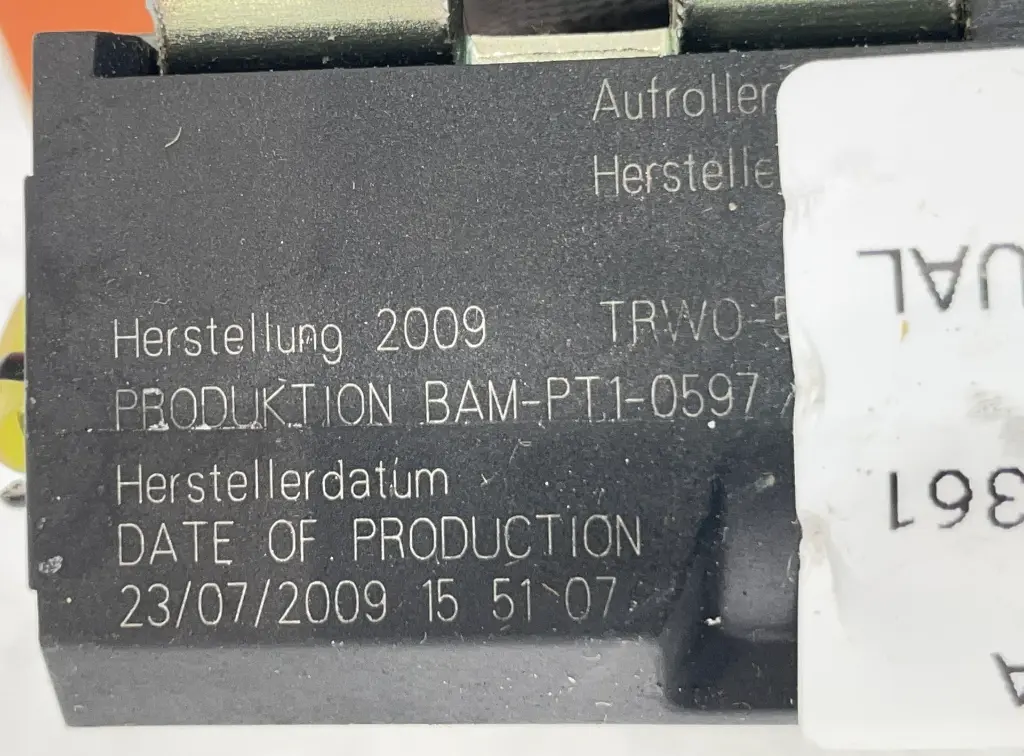 Aufroller
Herstelle
Herstellung 2009 TRWO-5
PRODUKTION BAM-PT1-0597
Herstellerdatum
DATE OF PRODUCTION
23/07/2009 15 51 07
UAL
361
A